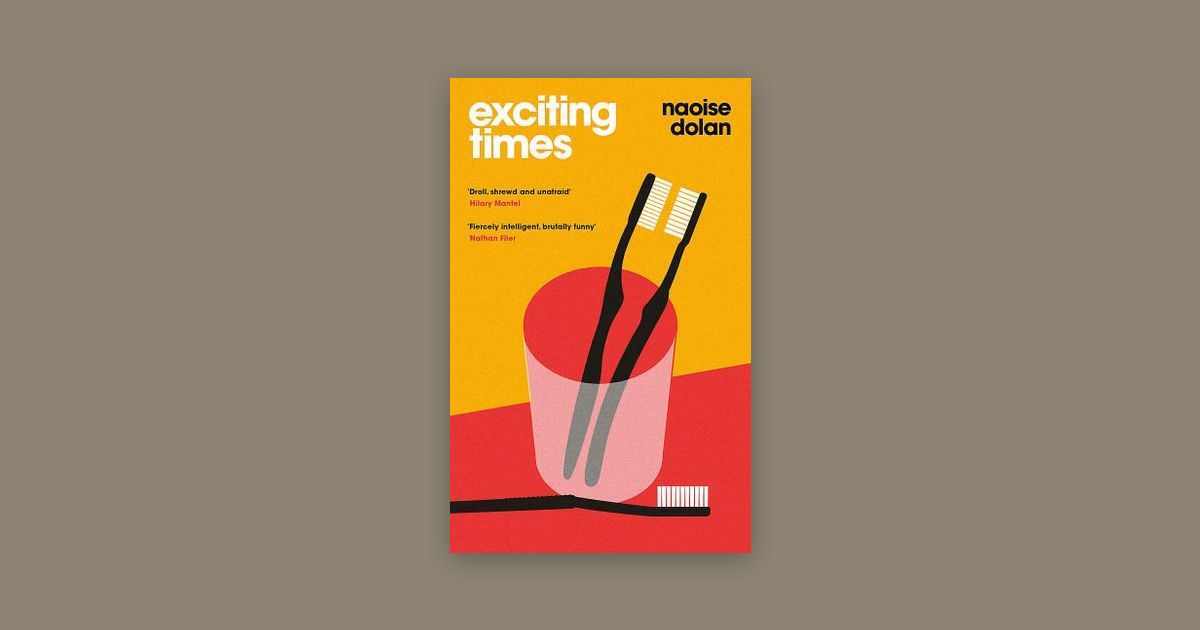 exciting
times
naoise
dolan
'Droll, shrewd and unafraid'
Hilary Mantel
'Fiercely intelligent, brutally funny'
Nathan Filer